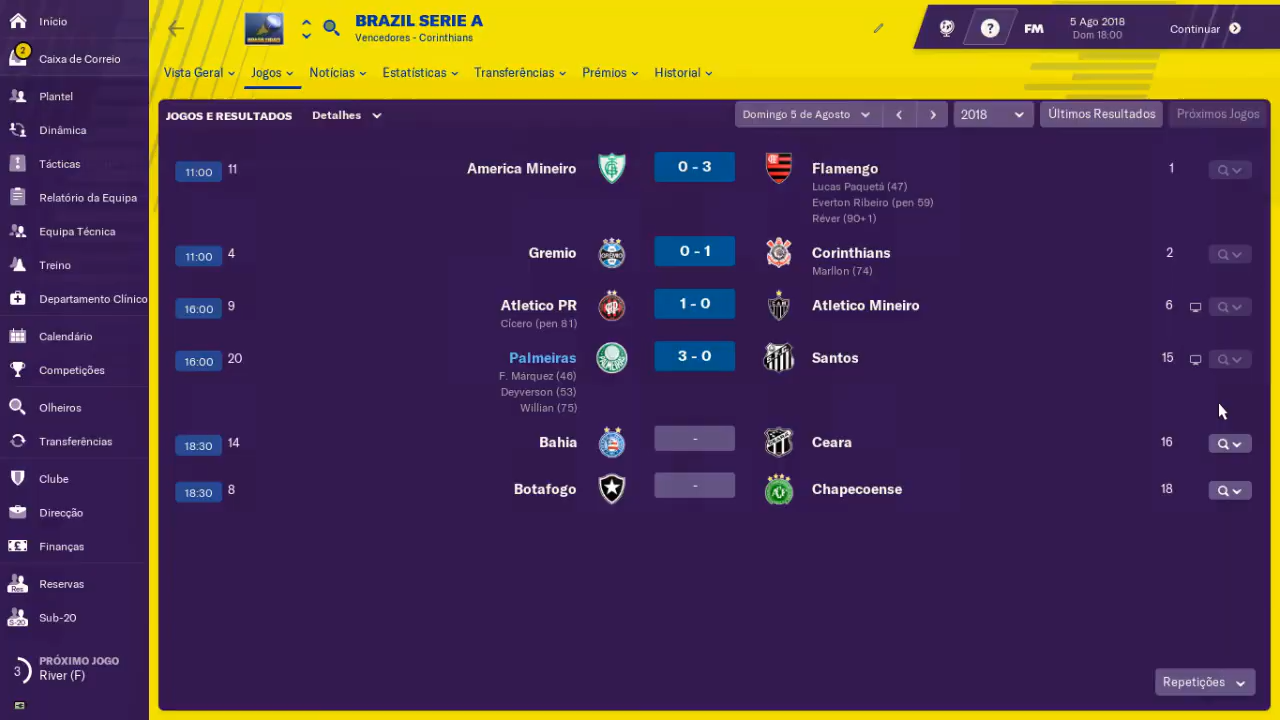 Início
2
Caixa de Correio
Plantel
Dinâmica
Tácticas
Relatório da Equipa
Equipa Técnica
Treino
Departamento Clínico
Calendário
Competições
Olheiros
Transferências
Clube
Direcção
Finanças
Res
Reservas
S-20
Sub-20
3
PRÓXIMO JOGO
River (F)
BRAZIL SERIE A
Vencedores - Corinthians
?
FM
5 Ago 2018
Dom 18:00
Continuar
Vista Geral
Jogos
Notícias
Estatísticas
Transferências
Prémios
Historial
JOGOS E RESULTADOS
Detalhes
Domingo 5 de Agosto
2018
Últimos Resultados
Próximos Jogos
11:00 11 America Mineiro 0 - 3 Flamengo 1
Lucas Paquetá (47)
Everton Ribeiro (pen 59)
Réver (90+1)
11:00 4 Gremio 0 - 1 Corinthians 2
Marllon (74)
16:00 9 Atletico PR 1 - 0 Atletico Mineiro 6
Cícero (pen 81)
16:00 20 Palmeiras 3 - 0 Santos 15
F. Márquez (46)
Deyverson (53)
Willian (75)
18:30 14 Bahia - Ceara 16
18:30 8 Botafogo - Chapecoense 18
Repetições